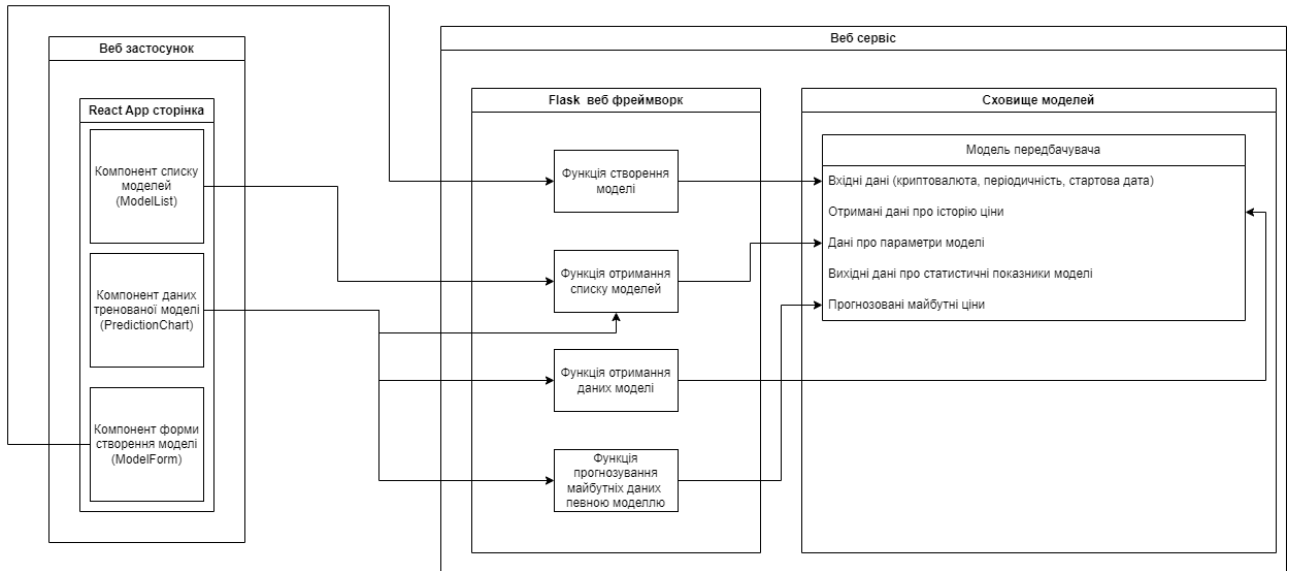 Веб застосунок
React App сторінка
Компонент списку
моделей
(ModelList)
Компонент даних
тренованої моделі
(PredictionChart)
Компонент форми
створення моделі
(ModelForm)
Веб сервіс
Flask веб фреймворк
Функція створення
моделі
Функція отримання
списку моделей
Функція отримання
даних моделі
Функція
прогнозування
майбутніх даних
певною моделлю
Сховище моделей
Модель передбачувача
Вхідні дані (криптовалюта, періодичність, стартова дата)
Отримані дані про історію ціни
Дані про параметри моделі
Вихідні дані про статистичні показники моделі
Прогнозовані майбутні ціни